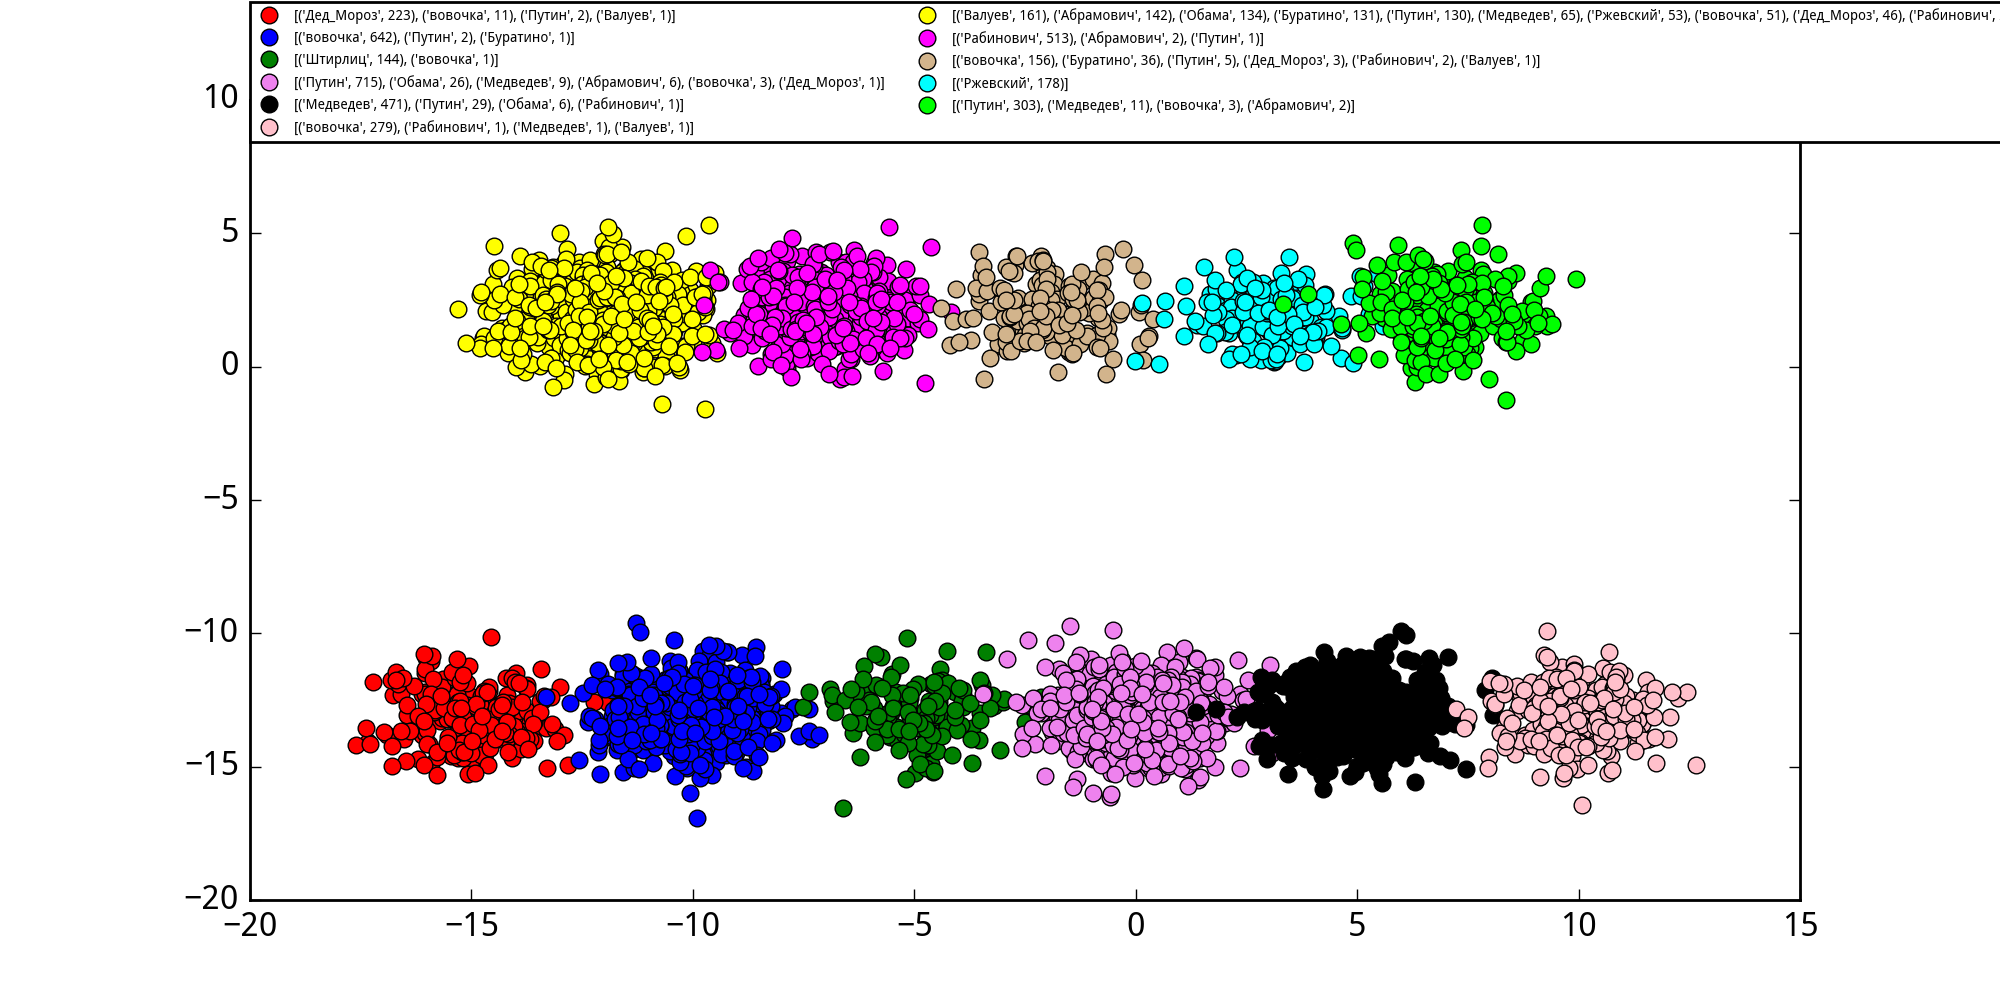 [('Дед_Мороз', 223), ('вовочка', 11), ('Путин', 2), ('Валуев', 1)]
[('вовочка', 642), ('Путин', 2), ('Буратино', 1)]
[('Штирлиц', 144), ('вовочка', 1)]
[('Путин', 715), ('Обама', 26), ('Медведев', 9), ('Абрамович', 6), ('вовочка', 3), ('Дед_Мороз', 1)]
[('Медведев', 471), ('Путин', 29), ('Обама', 6), ('Рабинович', 1)]
[('вовочка', 279), ('Рабинович', 1), ('Медведев', 1), ('Валуев', 1)]
[('Валуев', 161), ('Абрамович', 142), ('Обама', 134), ('Буратино', 131), ('Путин', 130), ('Медведев', 65), ('Ржевский', 53), ('вовочка', 51), ('Дед_Мороз', 46), ('Рабинович',
[('Рабинович', 513), ('Абрамович', 2), ('Путин', 1)]
[('вовочка', 156), ('Буратино', 36), ('Путин', 5), ('Дед_Мороз', 3), ('Рабинович', 2), ('Валуев', 1)]
[('Ржевский', 178)]
[('Путин', 303), ('Медведев', 11), ('вовочка', 3), ('Абрамович', 2)]
10
5
0
−5
−10
−15
−20
−20 −15 −10 −5 0 5 10 15